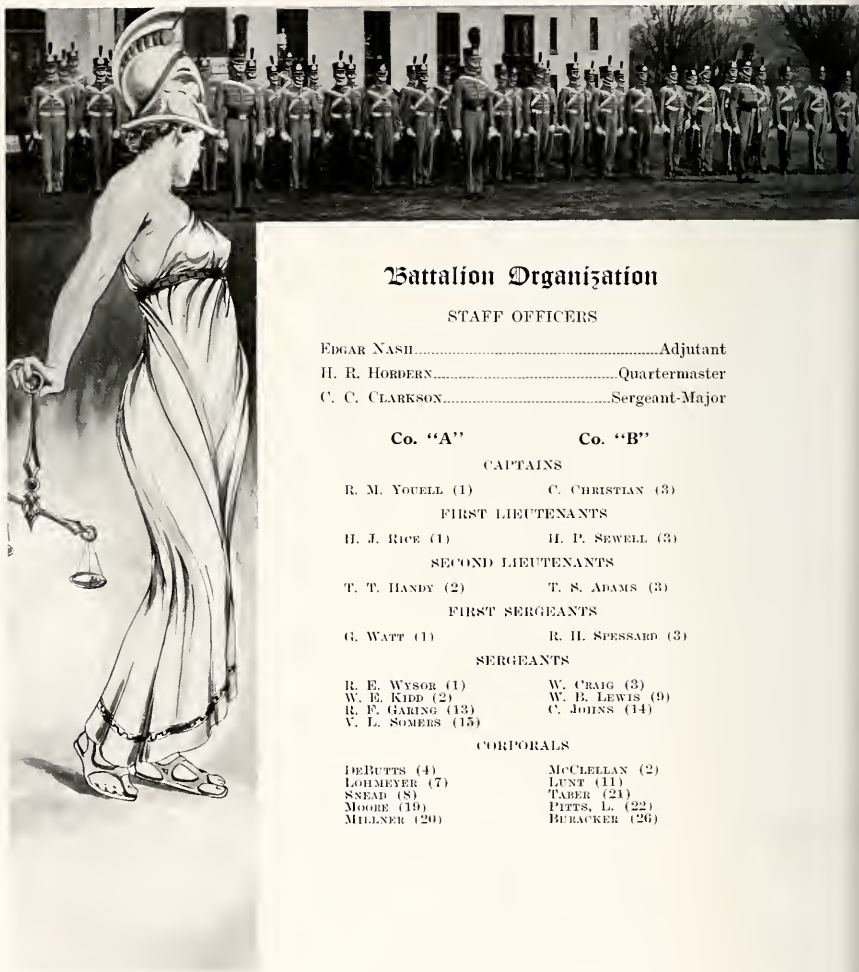 Battalion Organization
STAFF OFFICERS
EDGAR NASH Adjutant
H. R. HORDERN Quartermaster
C. C. CLARKSON Sergeant-Major
Co. "A" Co. "B"
CAPTAINS
R. M. YOUELL (1) C. CHRISTIAN (3)
FIRST LIEUTENANTS
H. J. RICE (1) H. P. SEWELL (3)
SECOND LIEUTENANTS
T. T. HANDY (2) T. S. ADAMS (3)
FIRST SERGEANTS
G. WATT (1) R. H. SPESSARD (3)
SERGEANTS
R. E. WYSOR (1) W. CRAIG (3)
W. E. KIDD (2) W. B. LEWIS (9)
R. F. GARING (13) C. JOHNS (14)
V. L. SOMERS (15)
CORPORALS
DEBUTTS (4) MCCLELLAN (2)
LOHMEYER (7) LUNT (11)
SNEAD (8) TABER (21)
MOORE (19) PITTS, L. (22)
MILLNER (20) BURACKER (26)